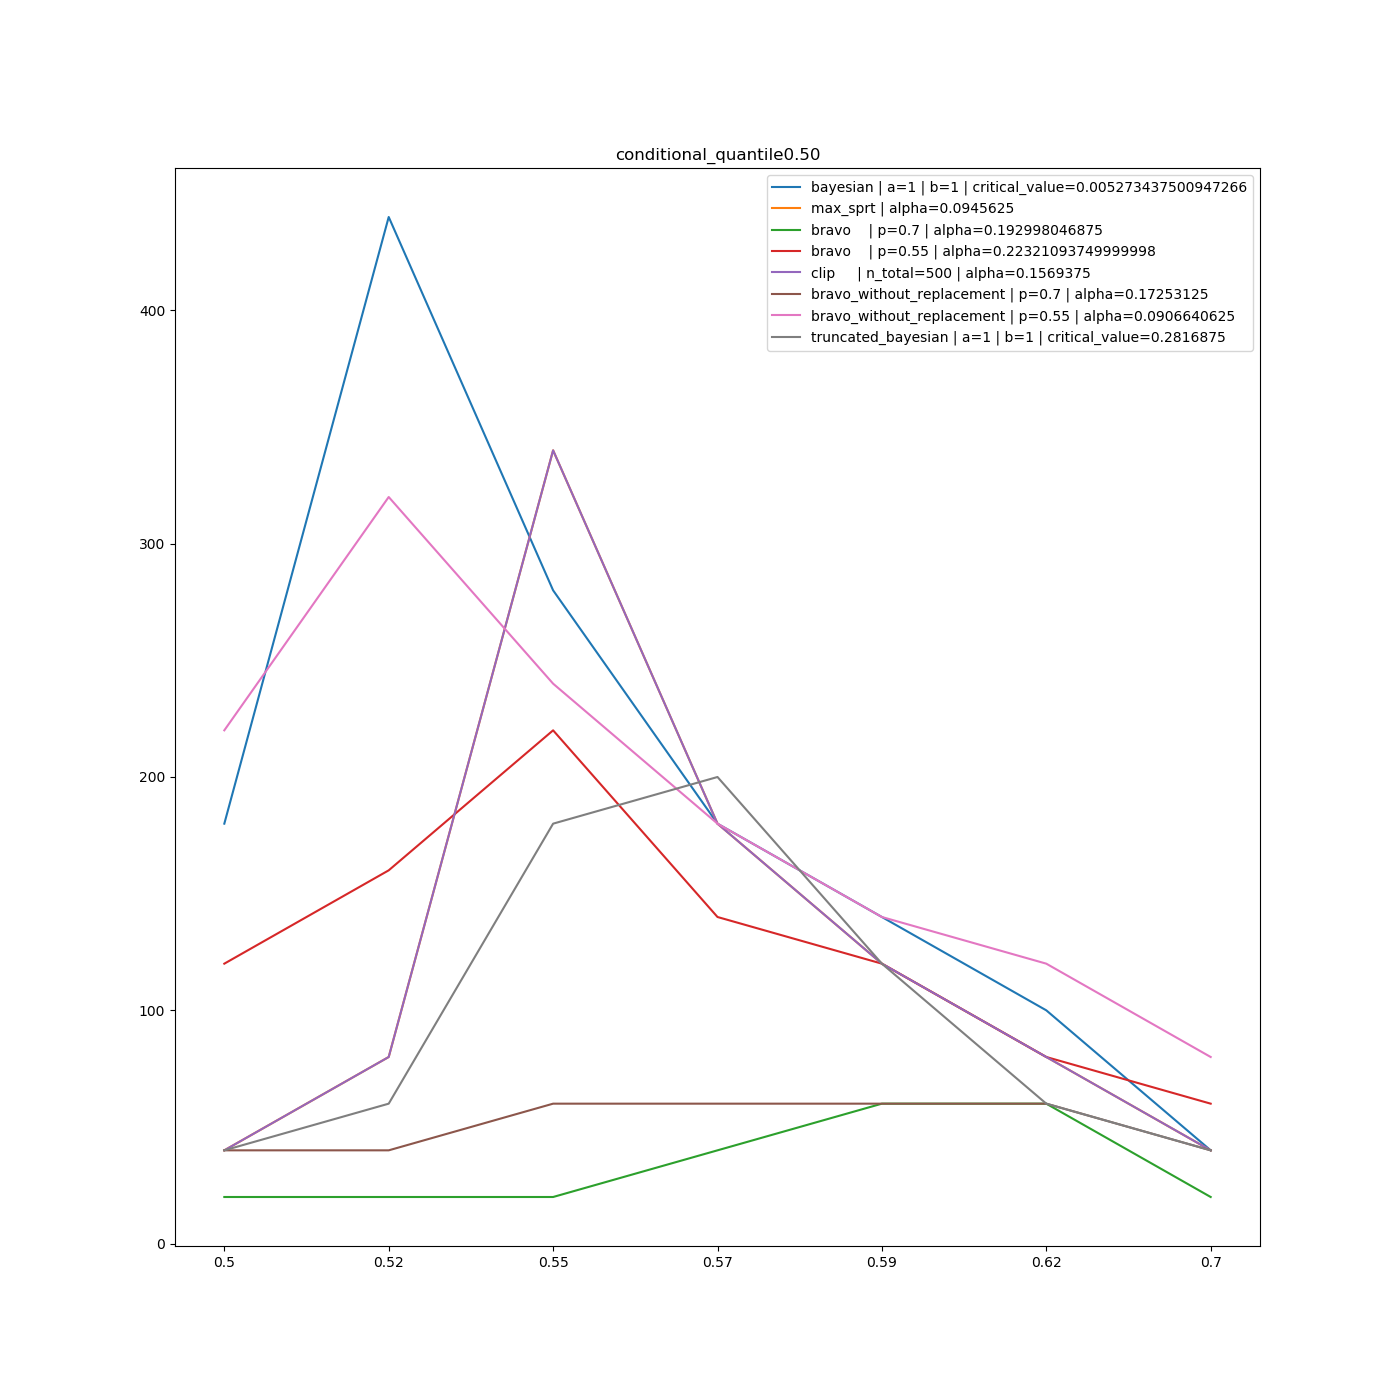 conditional_quantile0.50
bayesian | a=1 | b=1 | critical_value=0.005273437500947266
max_sprt | alpha=0.0945625
bravo    | p=0.7 | alpha=0.192998046875
bravo    | p=0.55 | alpha=0.22321093749999998
clip     | n_total=500 | alpha=0.1569375
bravo_without_replacement | p=0.7 | alpha=0.17253125
bravo_without_replacement | p=0.55 | alpha=0.0906640625
truncated_bayesian | a=1 | b=1 | critical_value=0.2816875
400
300
200
100
0
0.5 0.52 0.55 0.57 0.59 0.62 0.7